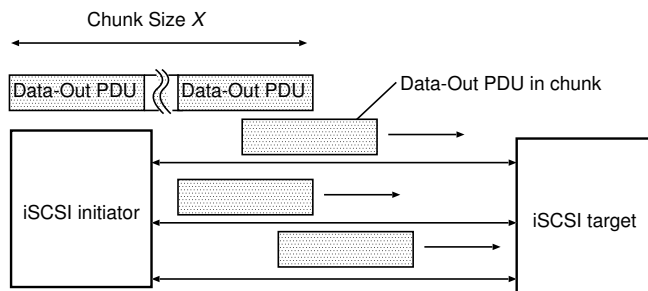 Chunk Size X
Data-Out PDU
Data-Out PDU
Data-Out PDU in chunk
iSCSI initiator
iSCSI target